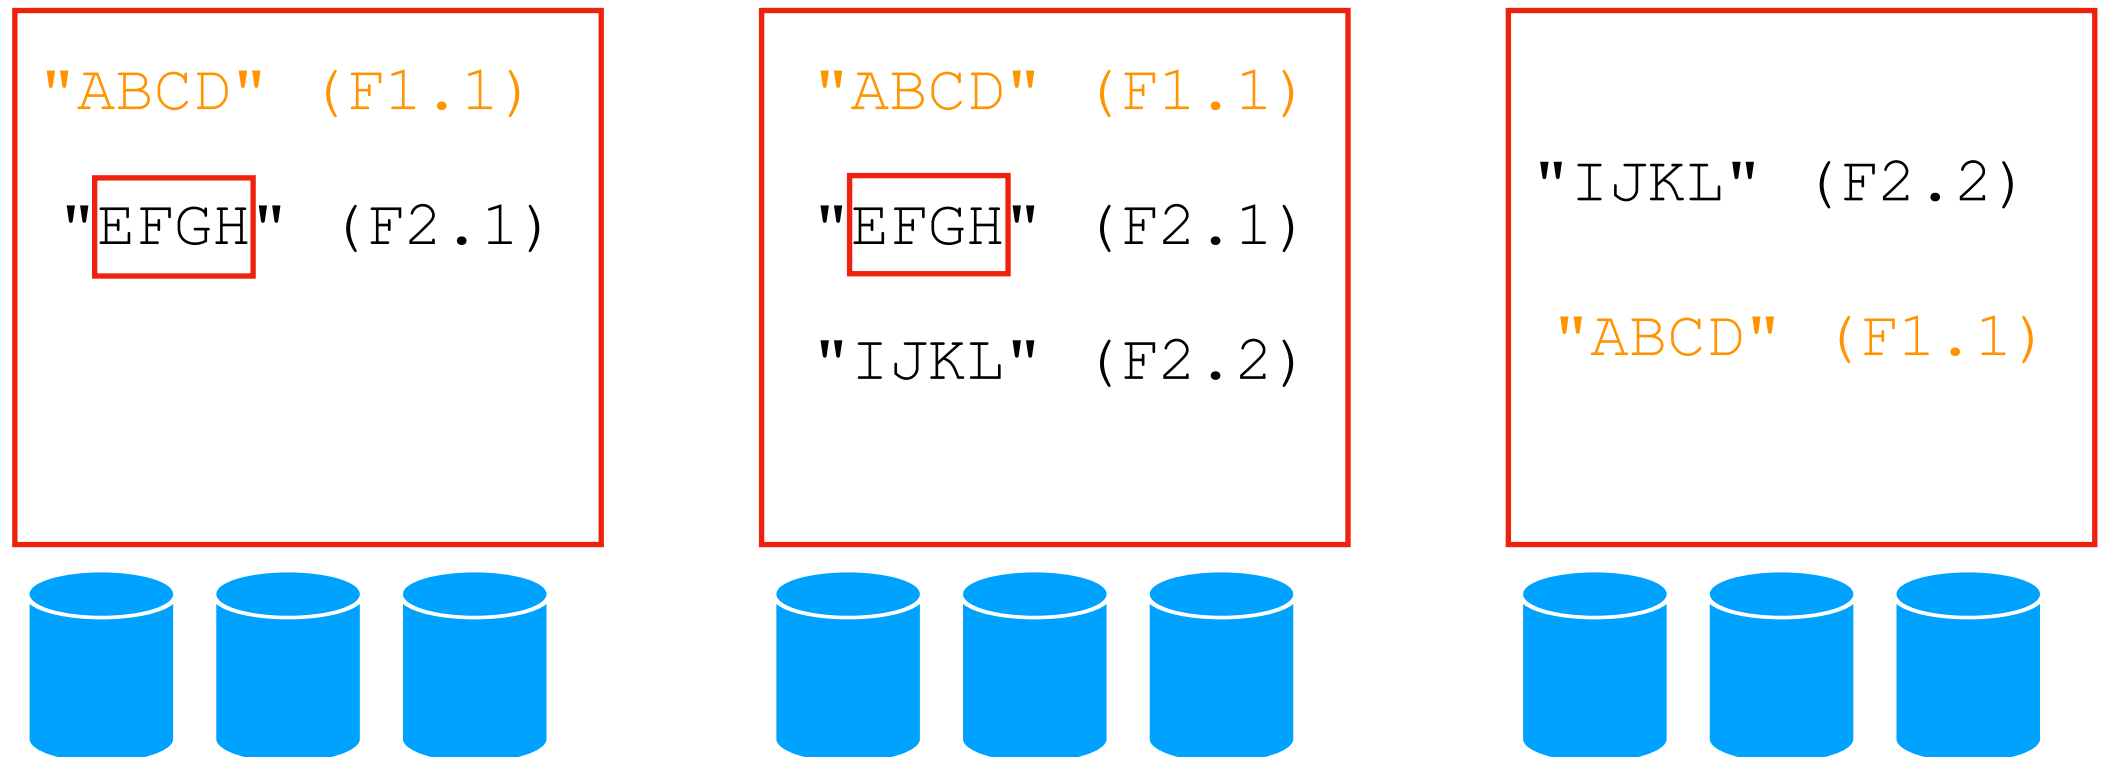 "ABCD" (F1.1)
"EFGH" (F2.1)
"ABCD" (F1.1)
"EFGH" (F2.1)
"IJKL" (F2.2)
"IJKL" (F2.2)
"ABCD" (F1.1)